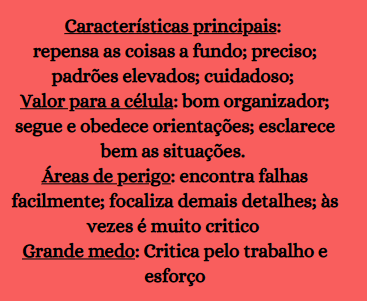 Características principais:
repensa as coisas a fundo; preciso;
padrões elevados; cuidadoso;
Valor para a célula: bom organizador;
segue e obedece orientações; esclarece
bem as situações.
Áreas de perigo: encontra falhas
facilmente; focaliza demais detalhes; às
vezes é muito critico
Grande medo: Critica pelo trabalho e
esforço